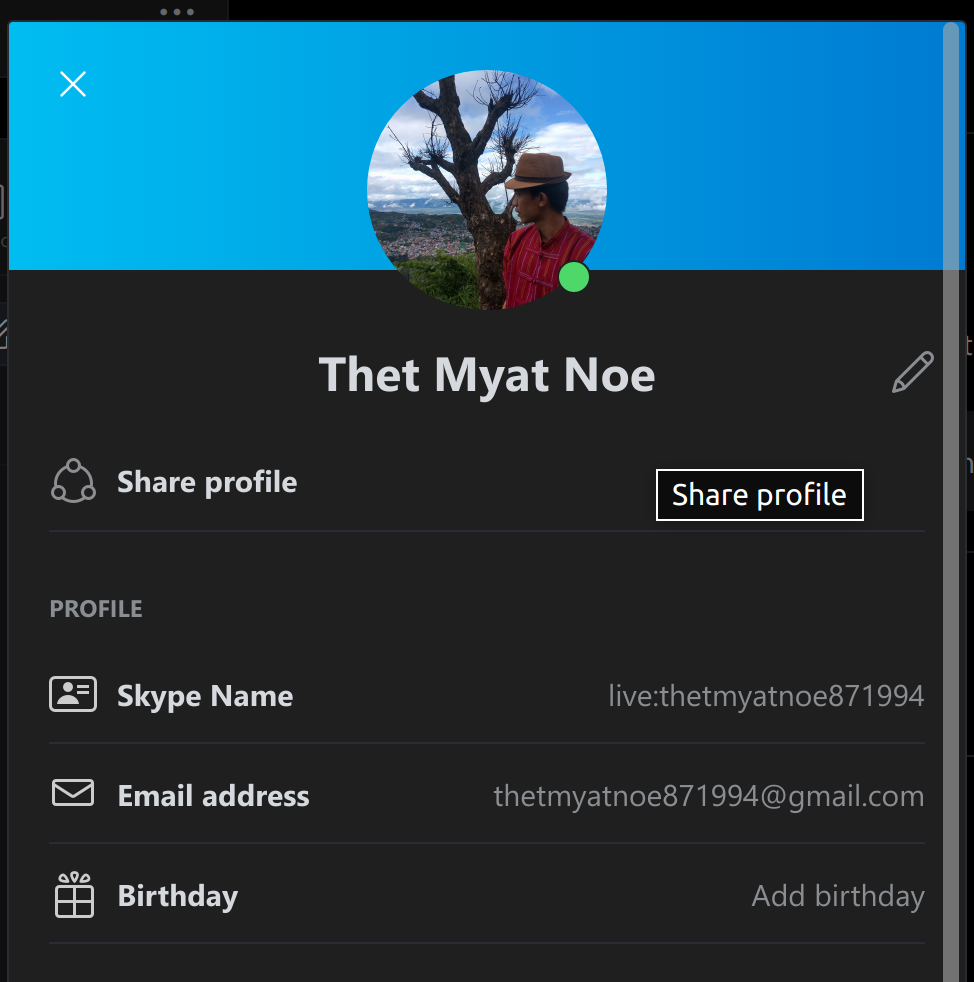 Thet Myat Noe
Share profile
Share profile
PROFILE
Skype Name
live:thetmyatnoe871994
Email address
thetmyatnoe871994@gmail.com
Birthday
Add birthday